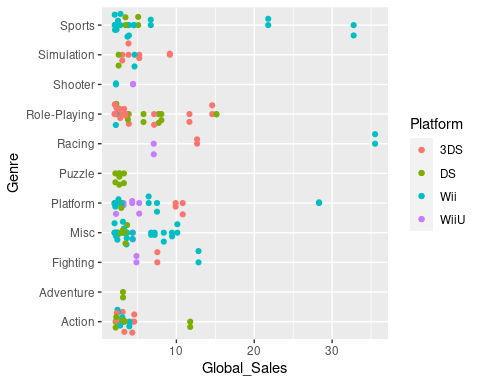 Genre
Sports
Simulation
Shooter
Role-Playing
Racing
Puzzle
Platform
Misc
Fighting
Adventure
Action
10 20 30
Global_Sales
Platform
3DS
DS
Wii
WiiU